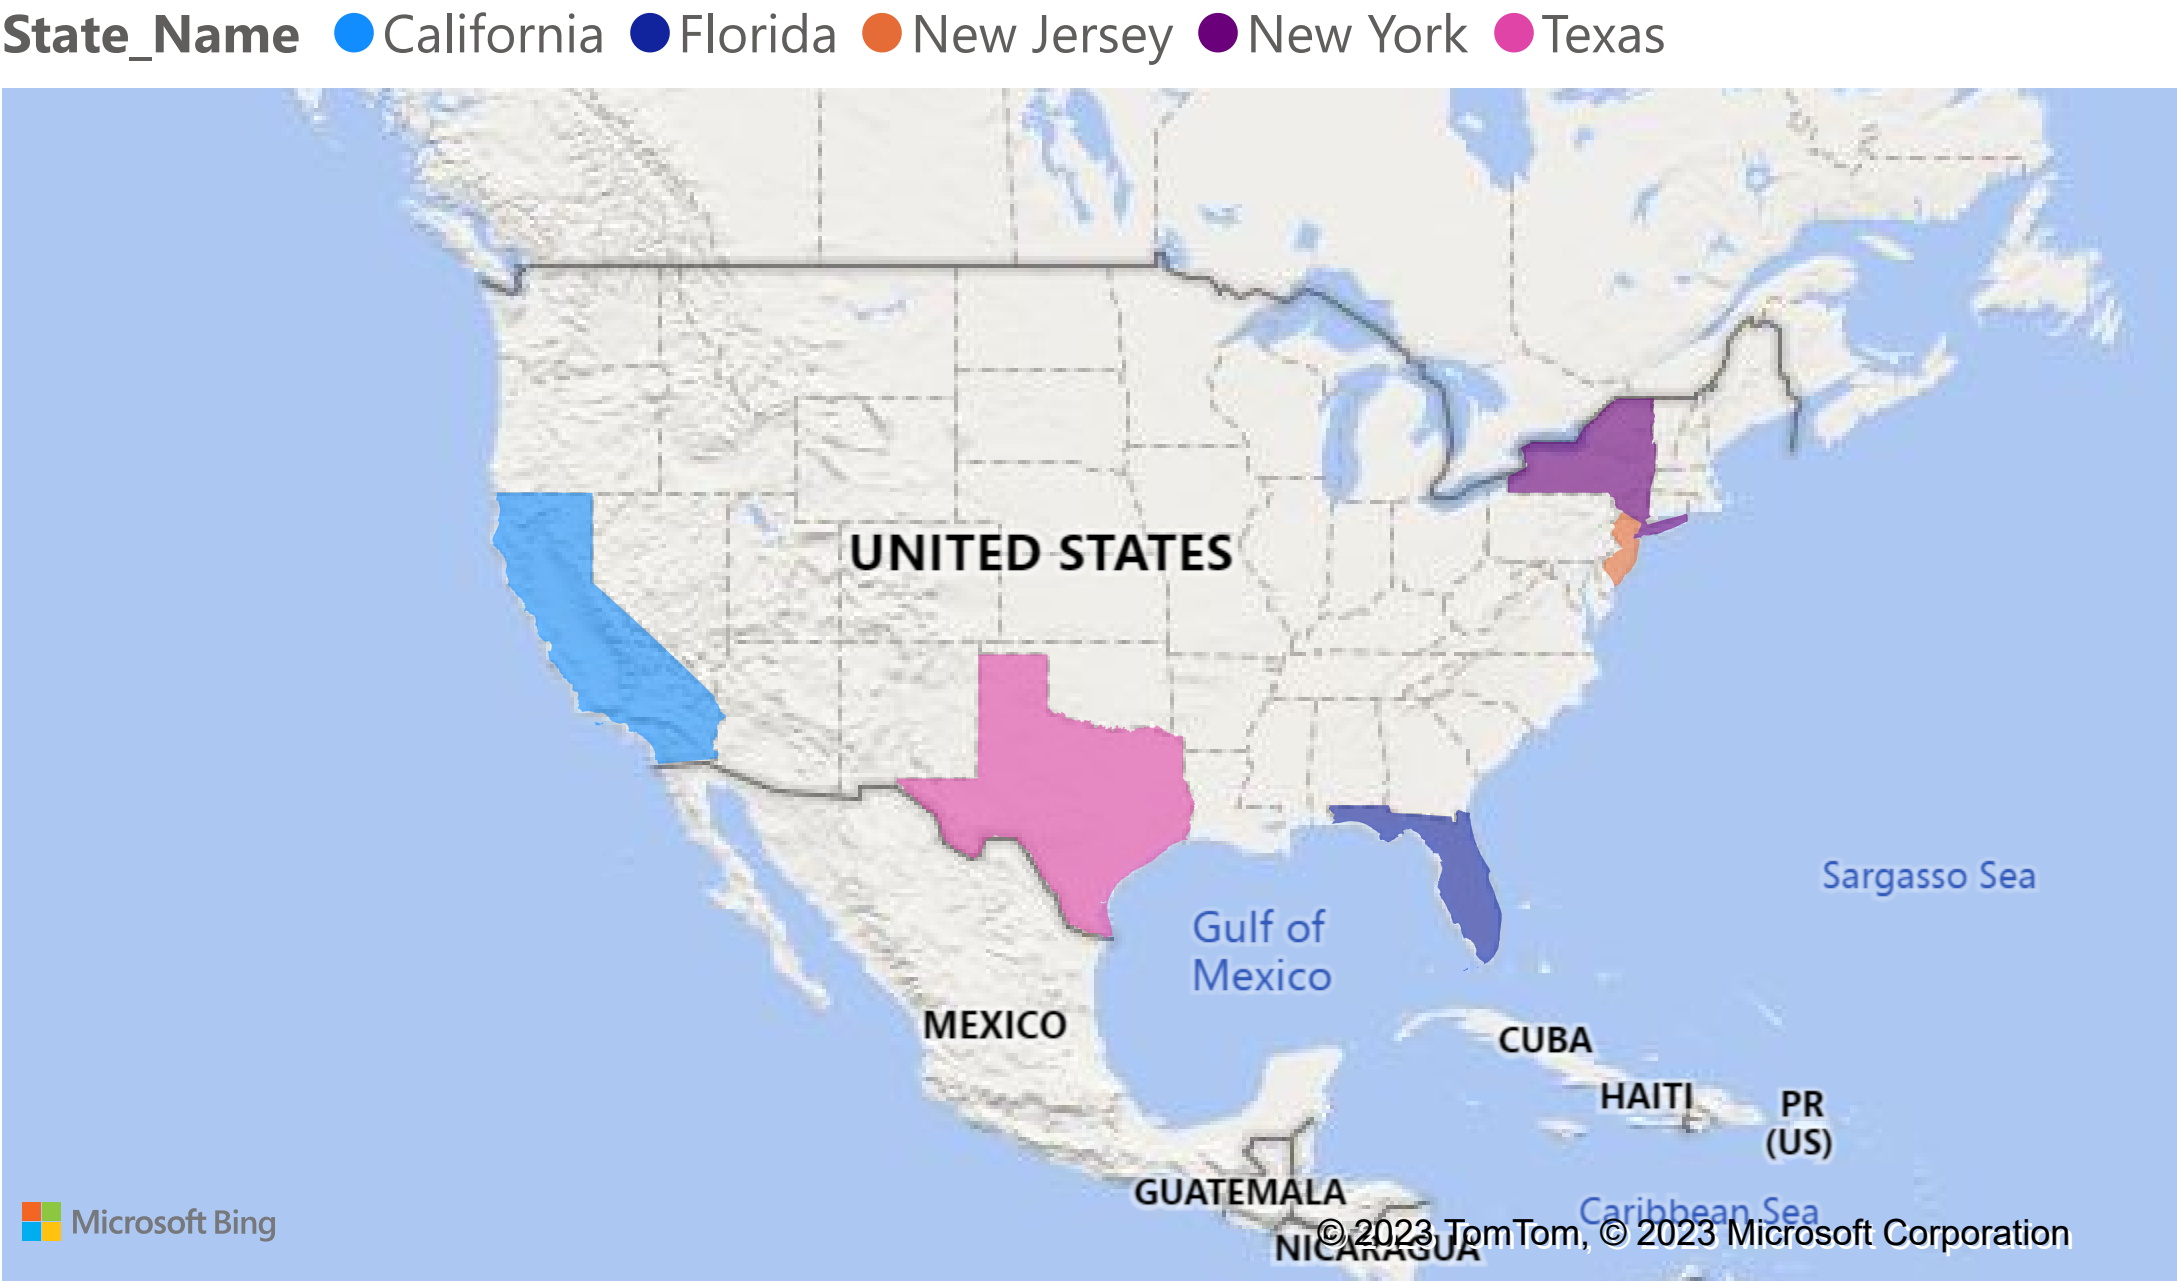 State_Name California Florida New Jersey New York Texas
UNITED STATES
Sargasso Sea
Gulf of
Mexico
MEXICO
CUBA
HAITI
PR
(US)
GUATEMALA
Caribbean Sea
Microsoft Bing
© 2023 TomTom, © 2023 Microsoft Corporation
NICARAGUA